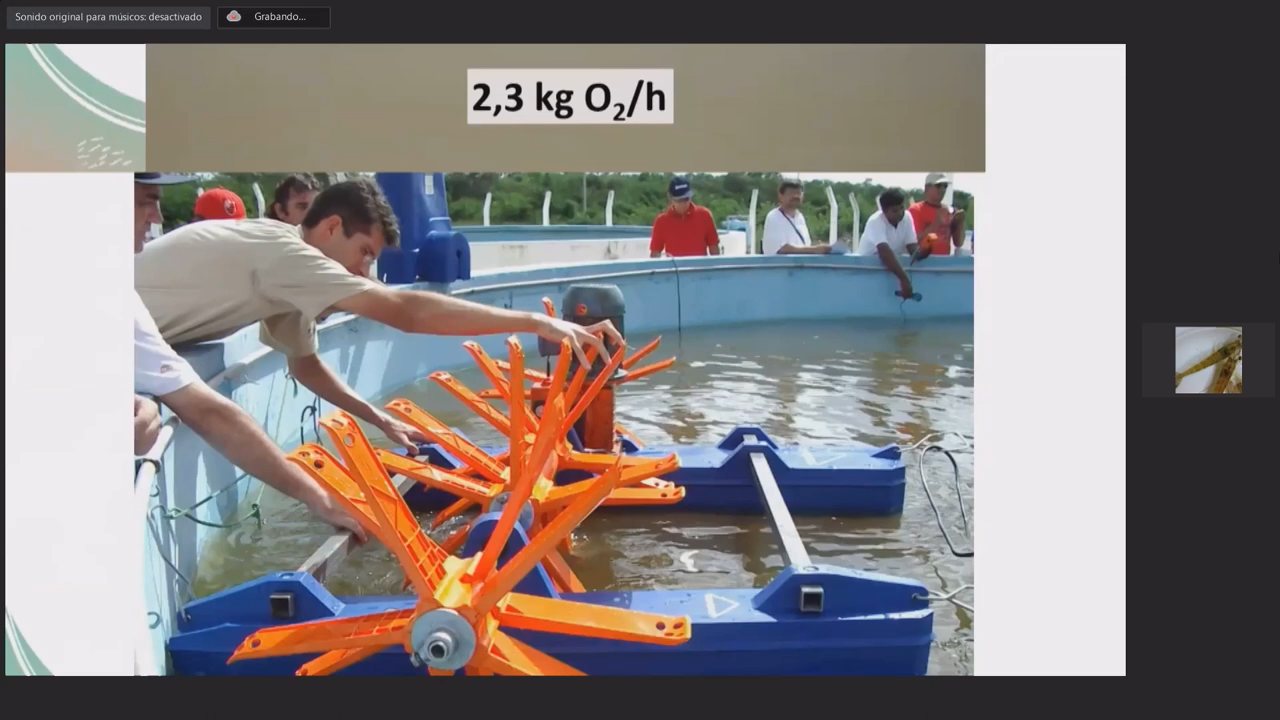 Sonido original para músicos: desactivado
Grabando...
2,3 kg O₂/h